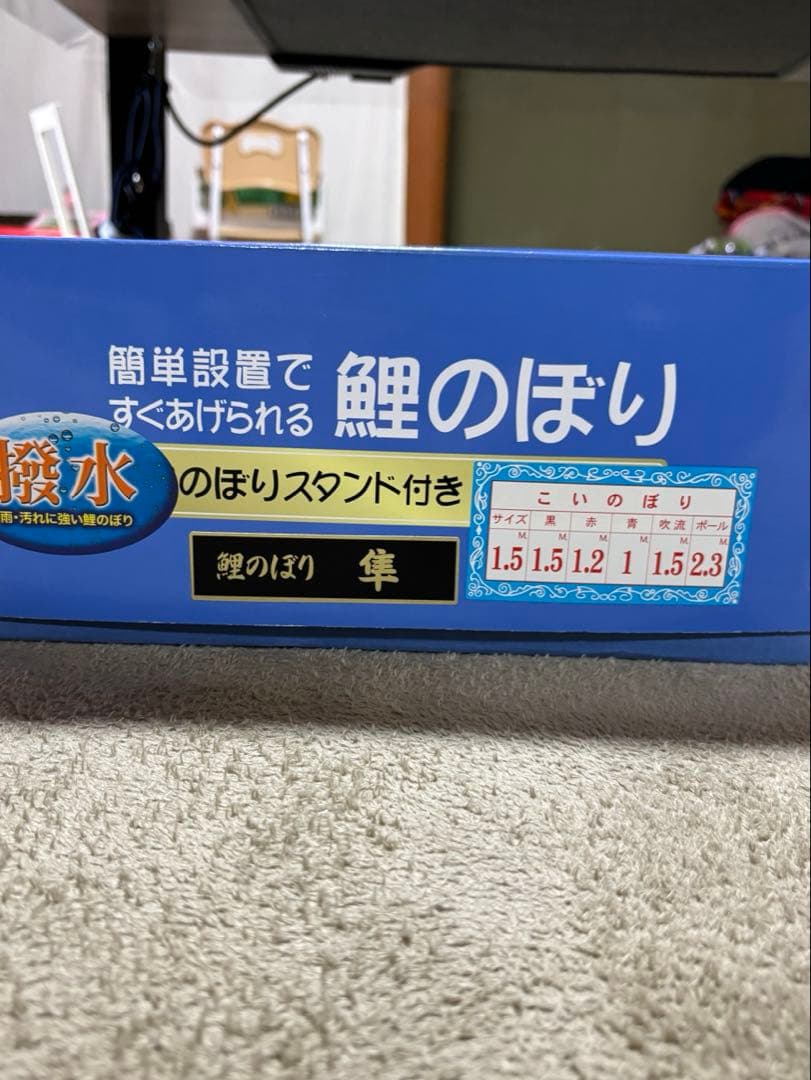 簡単設置で
すぐあげられる
鯉のぼり
撥水
雨・汚れに強い鯉のぼり
のぼりスタンド付き
鯉のぼり 隼
こいのぼり
サイズ 黒 赤 青 吹流 ポール
M M M M M M
1.5 1.5 1.2 1 1.5 2.3